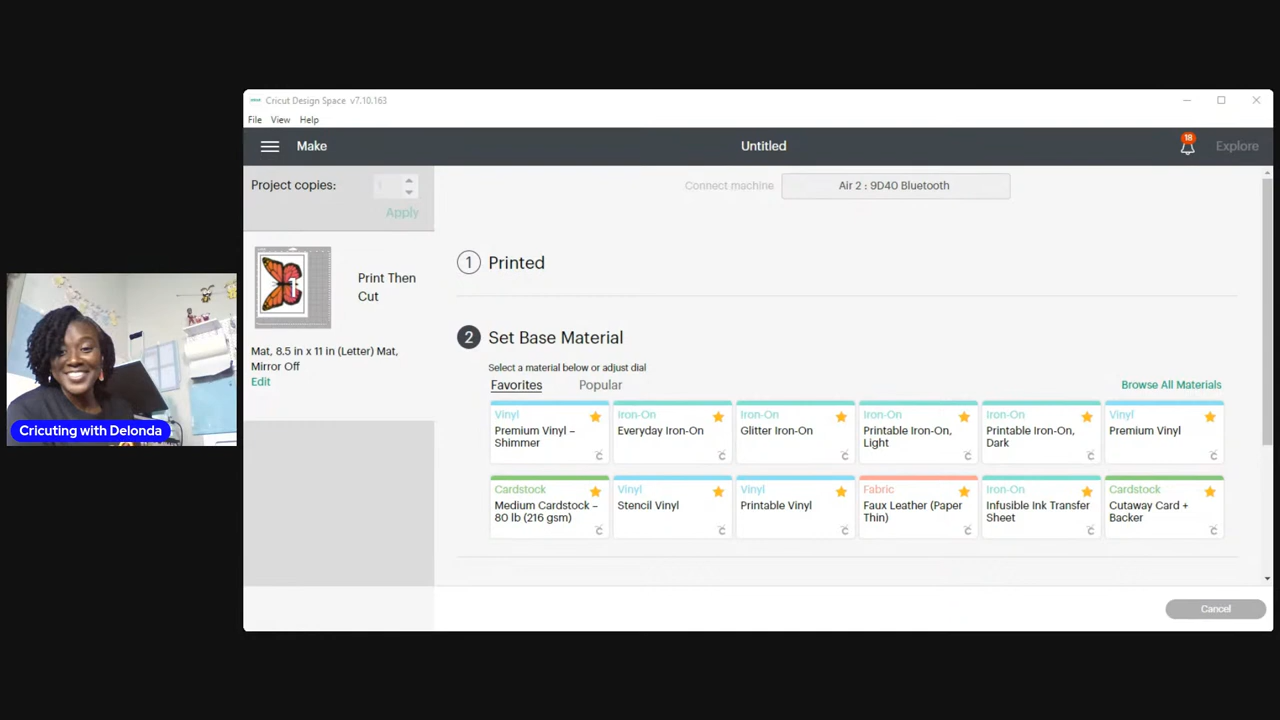 Cricut Design Space v7.10.163
File View Help
Make
Untitled
18
Explore
Project copies:
1
Apply
Connect machine
Air 2 : 9D40 Bluetooth
Print Then
Cut
Mat, 8.5 in x 11 in (Letter) Mat,
Mirror Off
Edit
1 Printed
2 Set Base Material
Select a material below or adjust dial
Favorites
Popular
Browse All Materials
Vinyl
Premium Vinyl –
Shimmer
Iron-On
Everyday Iron-On
Iron-On
Glitter Iron-On
Iron-On
Printable Iron-On,
Light
Iron-On
Printable Iron-On,
Dark
Vinyl
Premium Vinyl
Cardstock
Medium Cardstock –
80 lb (216 gsm)
Vinyl
Stencil Vinyl
Vinyl
Printable Vinyl
Fabric
Faux Leather (Paper
Thin)
Iron-On
Infusible Ink Transfer
Sheet
Cardstock
Cutaway Card +
Backer
Cancel
Cricuting with Delonda